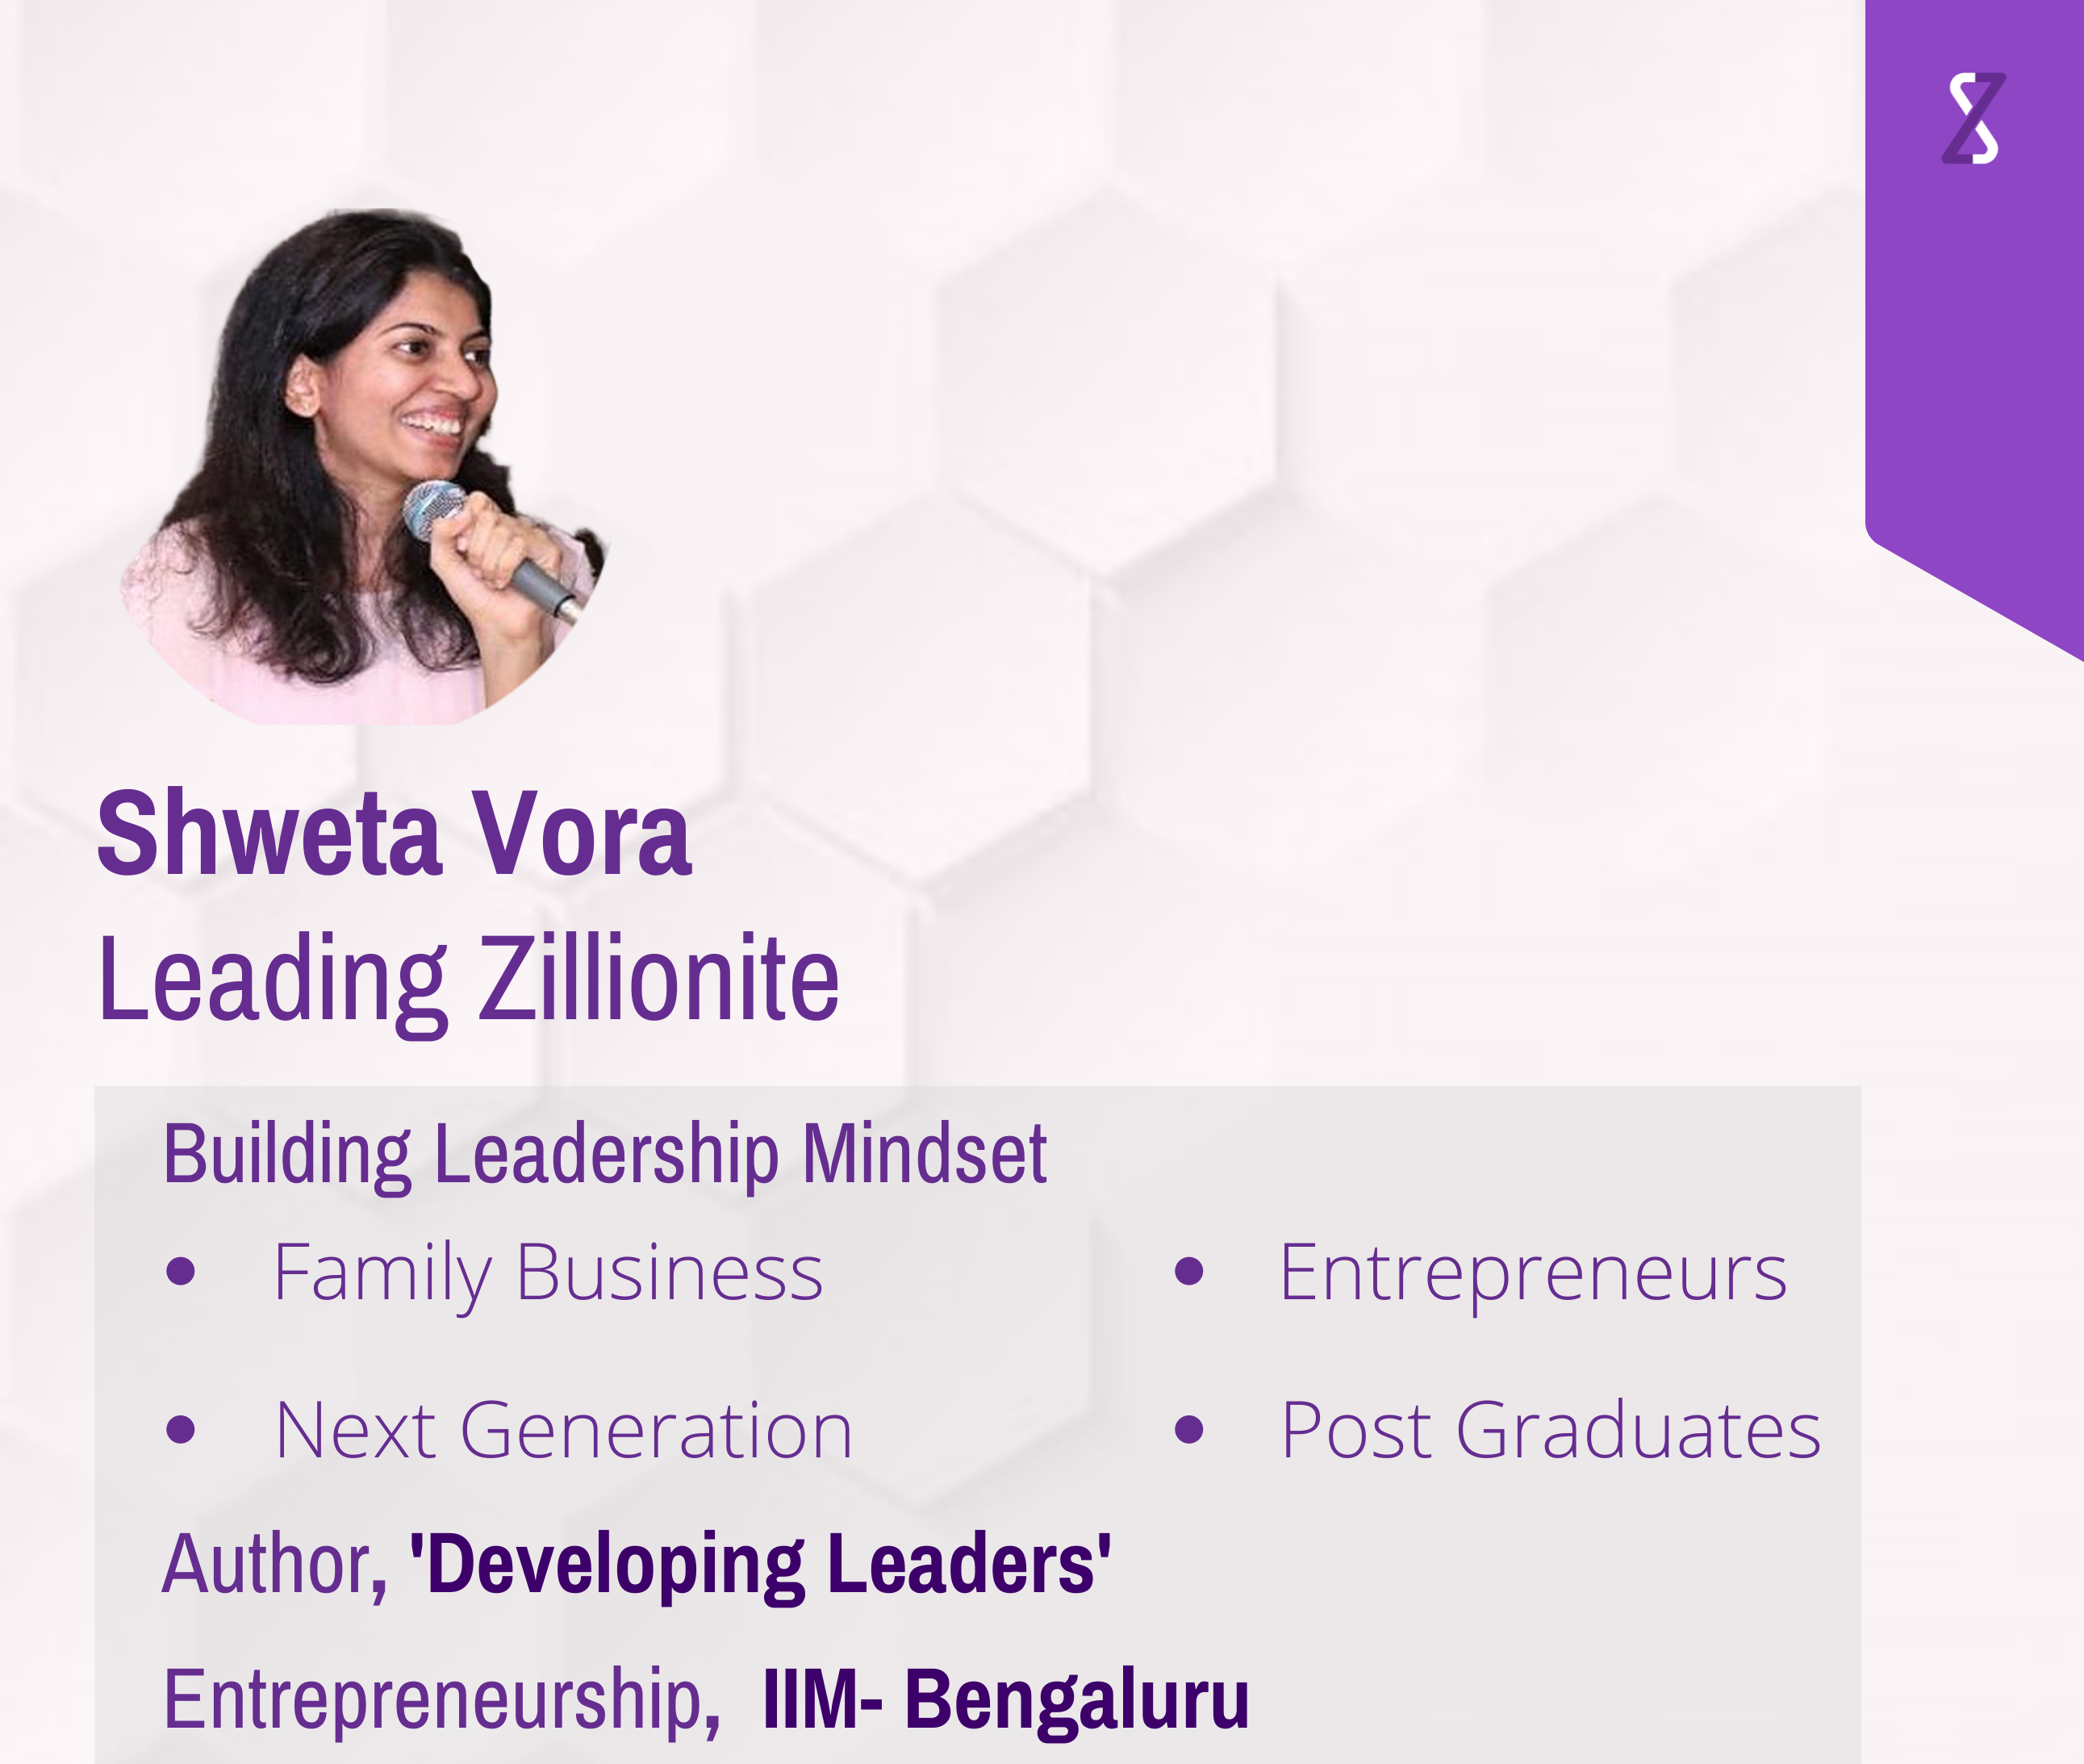 Shweta Vora
Leading Zillionite
Building Leadership Mindset
• Family Business
• Entrepreneurs
• Next Generation
• Post Graduates
Author, 'Developing Leaders'
Entrepreneurship, IIM- Bengaluru